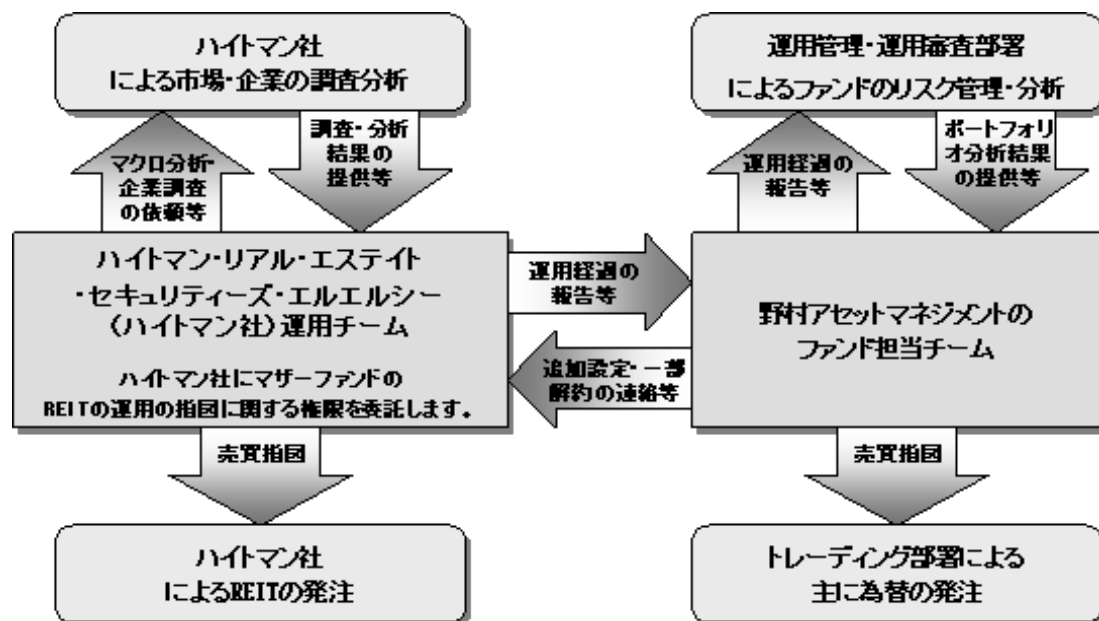 ハイトマン社
による市場・企業の調査分析
運用管理・運用審査部署
によるファンドのリスク管理・分析
マクロ分析・
企業調査
の依頼等
調査・分析
結果の
提供等
運用経過の
報告等
ポートフォリ
オ分析結果
の提供等
ハイトマン・リアル・エステイト
・セキュリティーズ・エルエルシー
（ハイトマン社）運用チーム
ハイトマン社にマザーファンドの
REITの運用の指図に関する権限を委託します。
運用経過の
報告等
追加設定・一部
解約の連絡等
野村アセットマネジメントの
ファンド担当チーム
売買指図
売買指図
ハイトマン社
によるREITの発注
トレーディング部署による
主に為替の発注